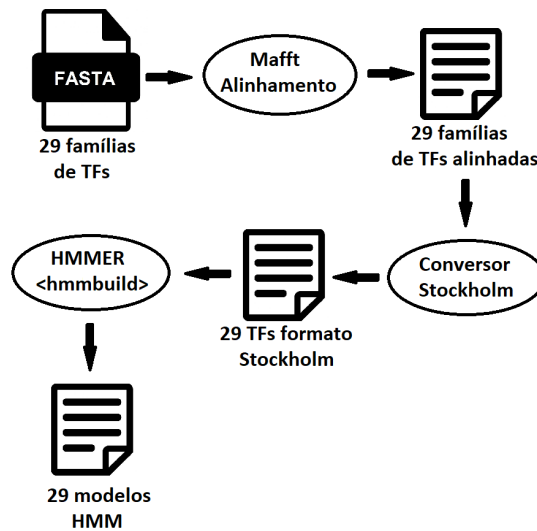 FASTA
29 famílias
de TFs
Mafft
Alinhamento
29 famílias
de TFs alinhadas
Conversor
Stockholm
29 TFs formato
Stockholm
HMMER
<hmmbuild>
29 modelos
HMM